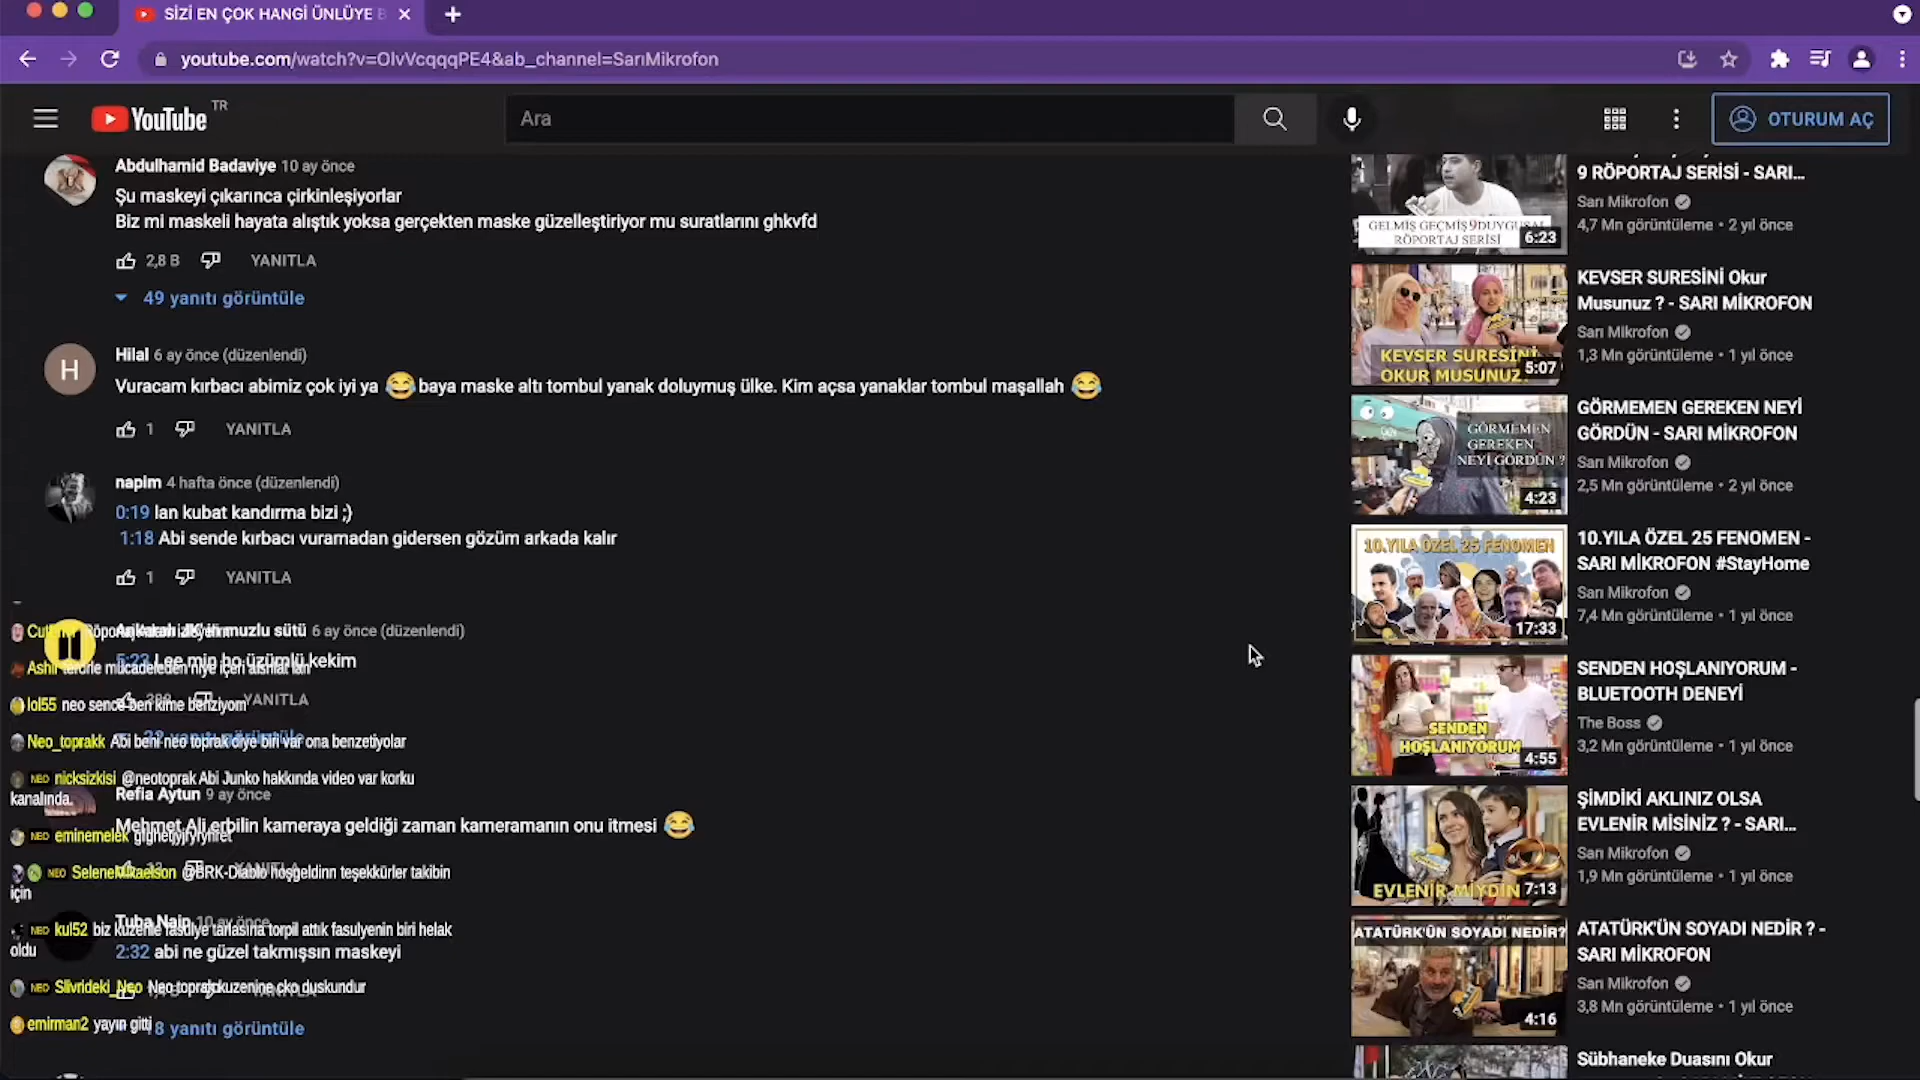 SİZİ EN ÇOK HANGİ ÜNLÜYE B
youtube.com/watch?v=OlvVcqqqPE4&ab_channel=SarıMikrofon
YouTube TR
Ara
OTURUM AÇ
Abdulhamid Badaviye 10 ay önce
Şu maskeyi çıkarınca çirkinleşiyorlar
Biz mi maskeli hayata alıştık yoksa gerçekten maske güzelleştiriyor mu suratlarını ghkvfd
2,8 B YANITLA
49 yanıtı görüntüle
H
Hilal 6 ay önce (düzenlendi)
Vuracam kırbacı abimiz çok iyi ya 😂 baya maske altı tombul yanak doluymuş ülke. Kim açsa yanaklar tombul maşallah 😂
1 YANITLA
napim 4 hafta önce (düzenlendi)
0:19 lan kubat kandırma bizi ;)
1:18 Abi sende kırbacı vuramadan gidersen gözüm arkada kalır
1 YANITLA
muzlu sütü 6 ay önce (düzenlendi)
5:23 Lee min ho üzümlü kekim
YANITLA
lol55 neo sence ben kime benziyom
Neo_toprakk Abi beni neo toprak diye biri var ona benzetiyolar
NEO nicksizkisi @neotoprak Abi Junko hakkında video var korku
kanalında.
Refia Aytun 9 ay önce
Mehmet Ali erbilin kameraya geldiği zaman kameramanın onu itmesi 😂
NEO eminemelek
YANITLA
NEO @BRK-Diablo hoşgeldinn teşekkürler takibin
için
Tuba Nain 10 ay önce
NEO kul52 biz kuzenle fasulye tarlasına torpil attık fasulyenin biri helak
oldu
2:32 abi ne güzel takmışsın maskeyi
NEO Slivrideki_Neo Neo toprak kuzenine cko duskundur
emirman2 yayın gitti
8 yanıtı görüntüle
9 RÖPORTAJ SERİSİ - SARI...
Sarı Mikrofon
4,7 Mn görüntüleme • 2 yıl önce
GELMİŞ GEÇMİŞ 9 DUYGUSAL
RÖPORTAJ SERİSİ
6:23
KEVSER SURESİNİ Okur
Musunuz ? - SARI MİKROFON
Sarı Mikrofon
1,3 Mn görüntüleme • 1 yıl önce
KEVSER SURESİNİ
OKUR MUSUNUZ?
5:07
GÖRMEMEN GEREKEN NEYİ
GÖRDÜN - SARI MİKROFON
Sarı Mikrofon
2,5 Mn görüntüleme • 2 yıl önce
GÖRMEMEN
GEREKEN
NEYİ GÖRDÜN ?
4:23
10.YILA ÖZEL 25 FENOMEN -
SARI MİKROFON #StayHome
Sarı Mikrofon
7,4 Mn görüntüleme • 1 yıl önce
10.YILA ÖZEL 25 FENOMEN
17:33
SENDEN HOŞLANIYORUM -
BLUETOOTH DENEYİ
The Boss
3,2 Mn görüntüleme • 1 yıl önce
SENDEN
HOŞLANIYORUM
4:55
ŞİMDİKİ AKLINIZ OLSA
EVLENİR MİSİNİZ ? - SARI...
Sarı Mikrofon
1,9 Mn görüntüleme • 1 yıl önce
EVLENİR MİYDİN
7:13
ATATÜRK'ÜN SOYADI NEDİR ? -
SARI MİKROFON
Sarı Mikrofon
3,8 Mn görüntüleme • 1 yıl önce
ATATÜRK'ÜN SOYADI NEDİR?
4:16
Sübhaneke Duasını Okur